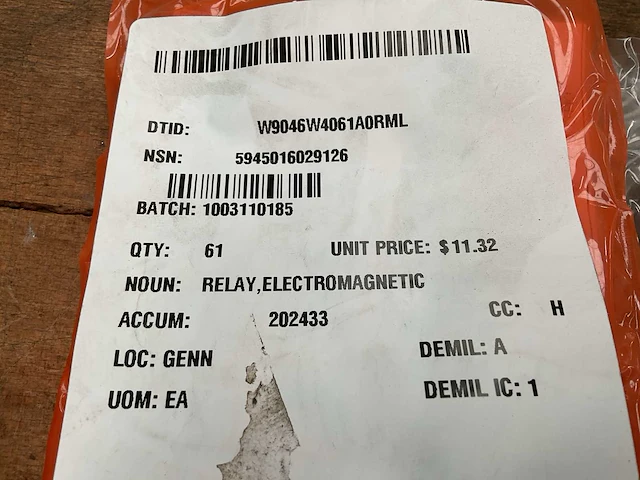 DTID: W9046W4061A0RML
NSN: 5945016029126
BATCH: 1003110185
QTY: 61 UNIT PRICE: $11.32
NOUN: RELAY,ELECTROMAGNETIC
ACCUM: 202433 CC: H
LOC: GENN DEMIL: A
UOM: EA DEMIL IC: 1